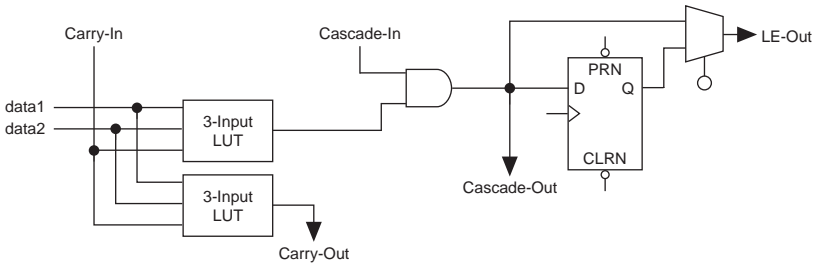 Carry-In
Cascade-In
LE-Out
PRN
data1
D
Q
data2
3-Input
LUT
CLRN
3-Input
LUT
Cascade-Out
Carry-Out